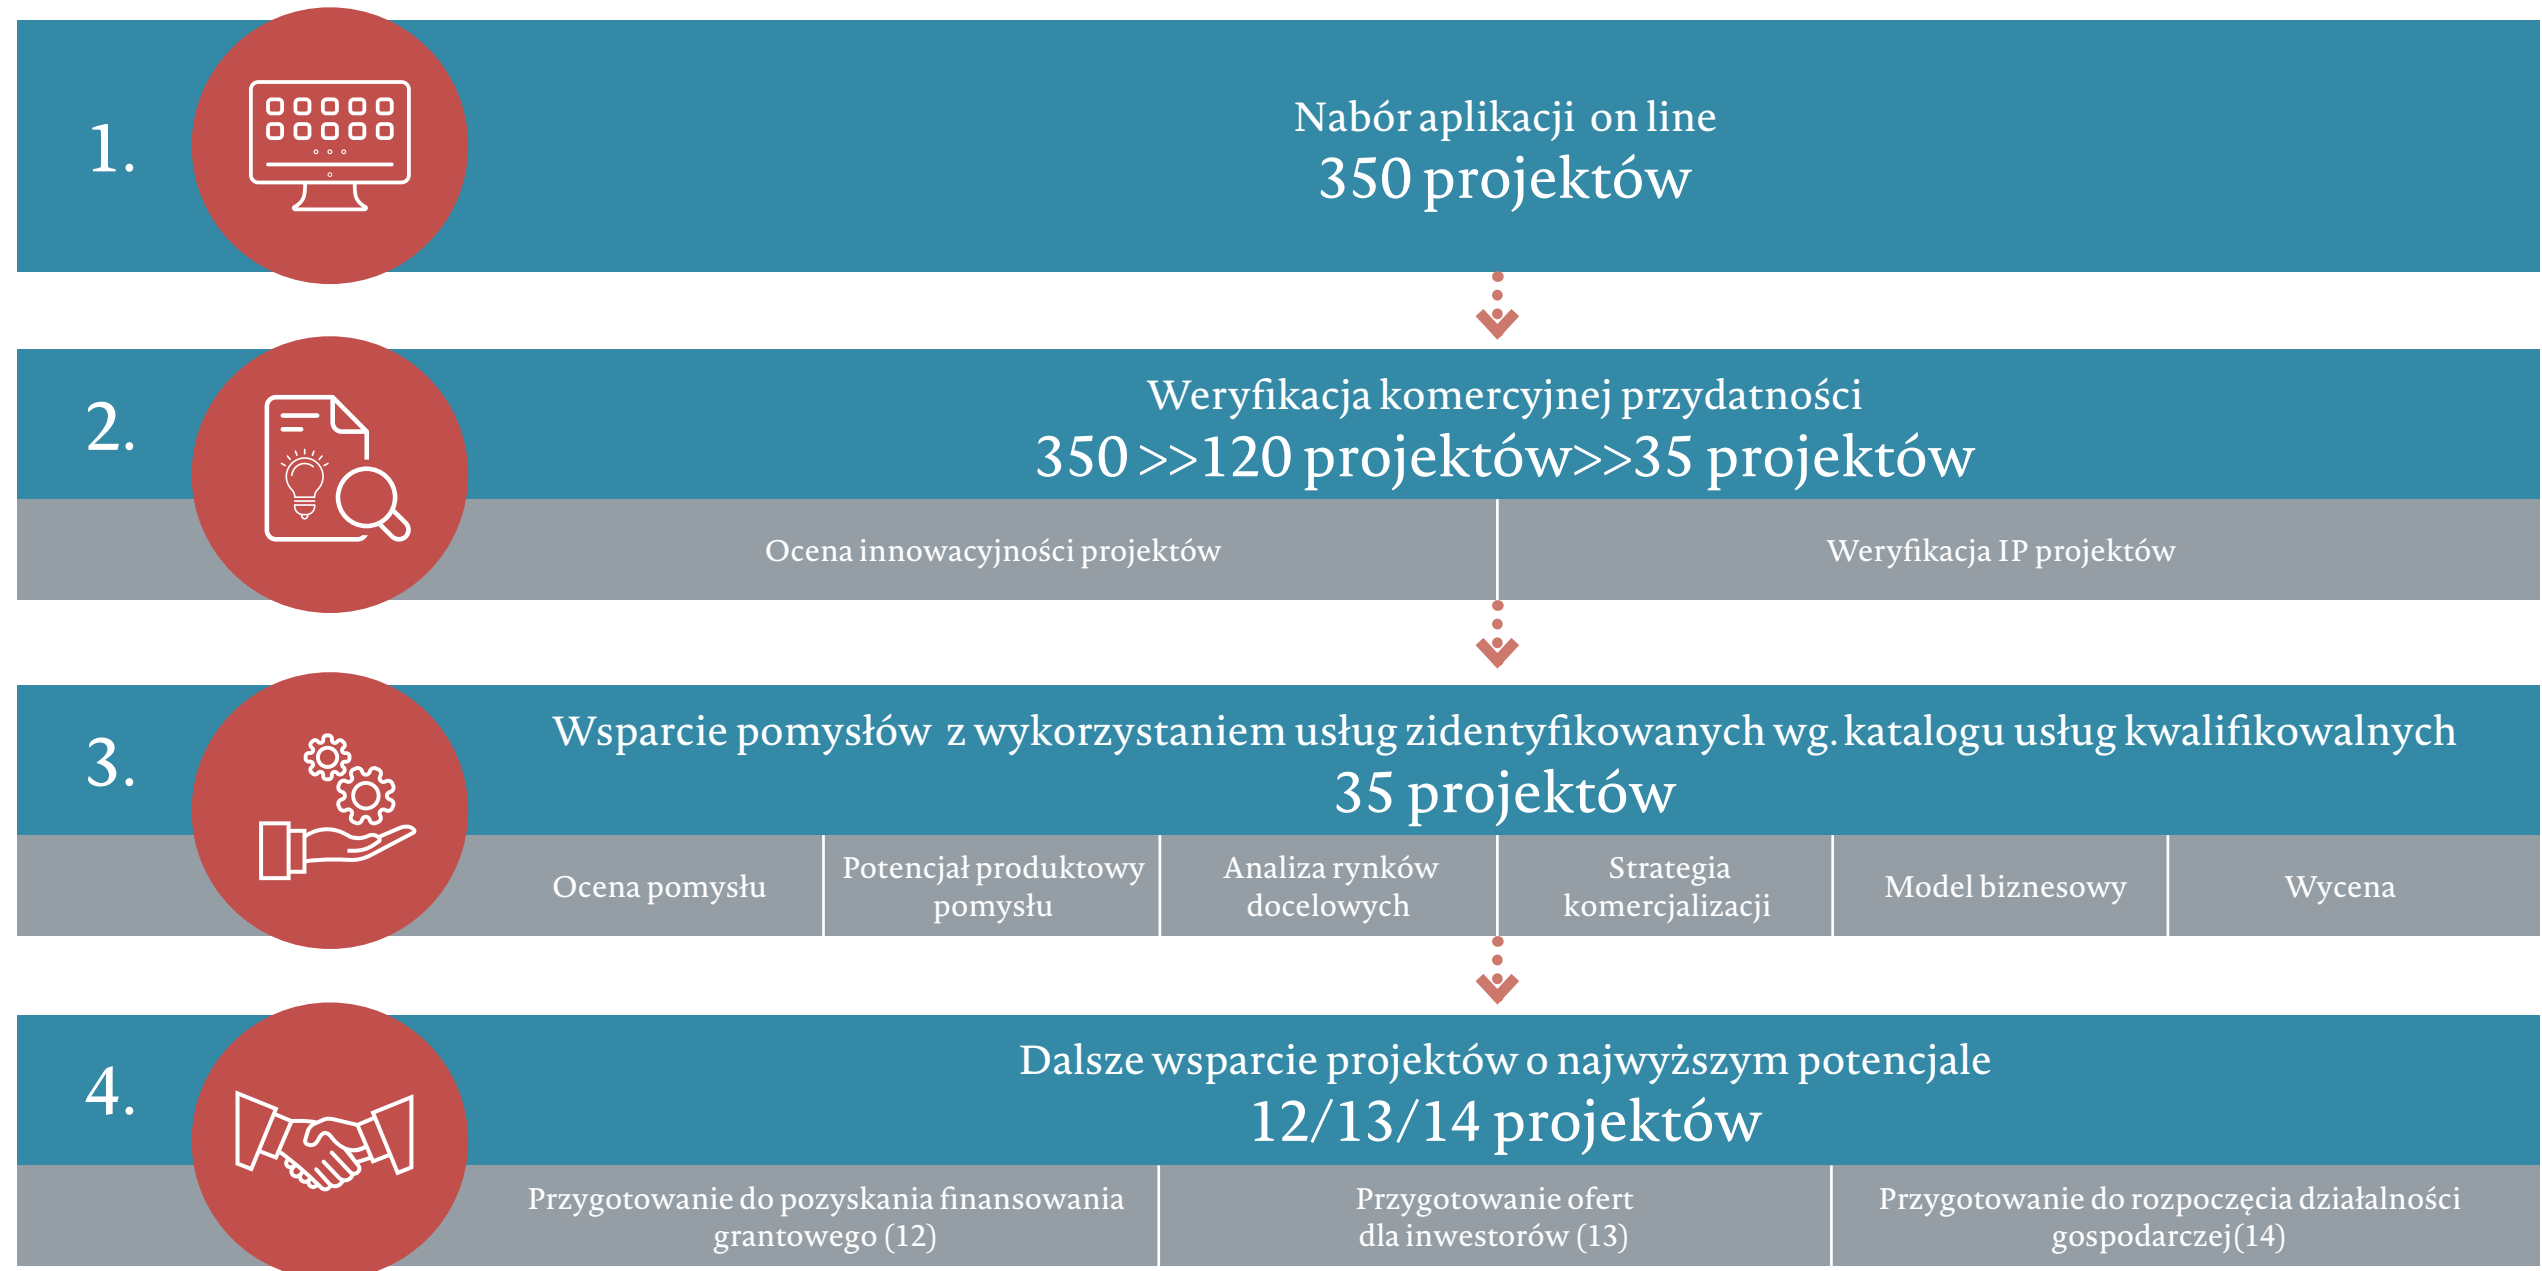 1.
Nabór aplikacji on line
350 projektów
2.
Weryfikacja komercyjnej przydatności
350 >>120 projektów>>35 projektów
Ocena innowacyjności projektów
Weryfikacja IP projektów
3.
Wsparcie pomysłów z wykorzystaniem usług zidentyfikowanych wg. katalogu usług kwalifikowalnych
35 projektów
Ocena pomysłu
Potencjał produktowy
pomysłu
Analiza rynków
docelowych
Strategia
komercjalizacji
Model biznesowy
Wycena
4.
Dalsze wsparcie projektów o najwyższym potencjale
12/13/14 projektów
Przygotowanie do pozyskania finansowania
grantowego (12)
Przygotowanie ofert
dla inwestorów (13)
Przygotowanie do rozpoczęcia działalności
gospodarczej(14)